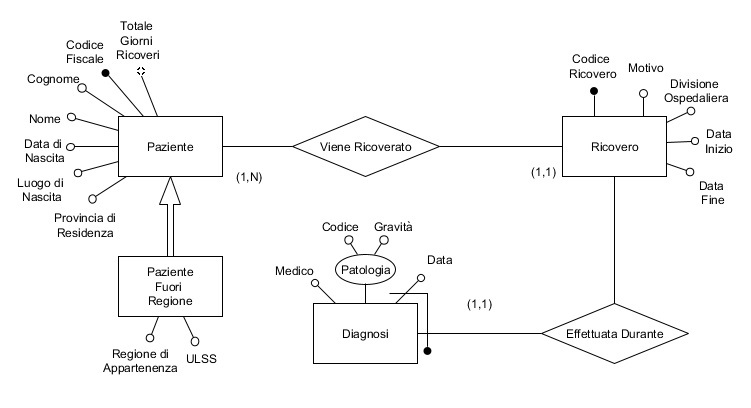 Totale
Giorni
Ricoveri
Codice
Fiscale
Cognome
Nome
Data di
Nascita
Luogo di
Nascita
Provincia di
Residenza
Paziente
(1,N)
Viene Ricoverato
(1,1)
Codice
Ricovero
Motivo
Divisione
Ospedaliera
Data
Inizio
Data
Fine
Ricovero
Paziente
Fuori
Regione
Regione di
Appartenenza
ULSS
Codice
Gravità
Medico
Patologia
Data
Diagnosi
(1,1)
Effettuata Durante